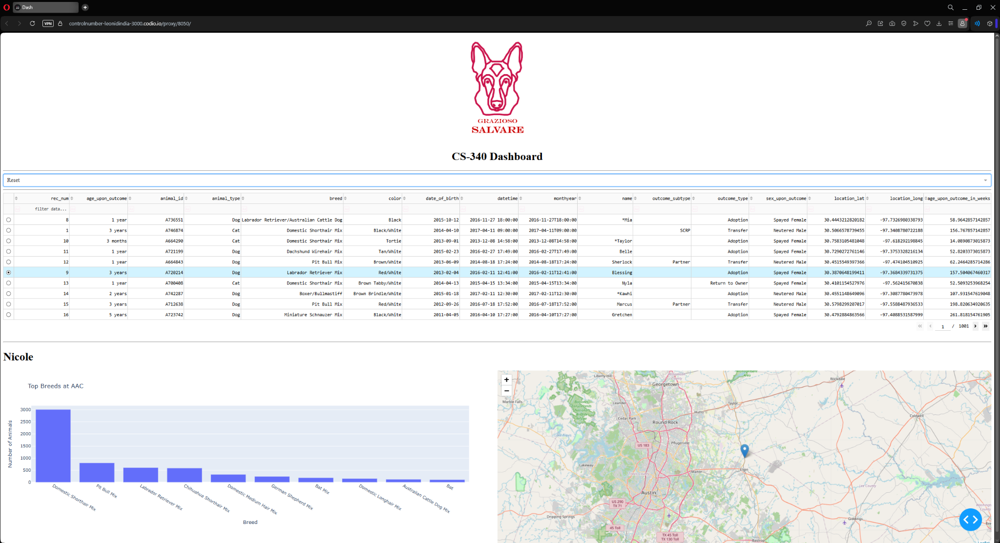 Dash
VPN
controlnumber-leonidindia-3000.codio.io/proxy/8050/
GRAZIOSO
SALVARE
CS-340 Dashboard
Reset
rec_num age_upon_outcome animal_id animal_type breed color date_of_birth datetime monthyear name outcome_subtype outcome_type sex_upon_outcome location_lat location_long age_upon_outcome_in_weeks
filter data...
8 1 year A736551 Dog Labrador Retriever/Australian Cattle Dog Black 2015-10-12 2016-11-27 18:00:00 2016-11-27T18:00:00 *Mia Adoption Spayed Female 30.4443212820182 -97.7326980338793 58.9642857142857
1 3 years A746874 Cat Domestic Shorthair Mix Black/White 2014-04-10 2017-04-11 09:00:00 2017-04-11T09:00:00 SCRP Transfer Neutered Male 30.5066578739455 -97.3408780722188 156.767857142857
10 3 months A664290 Cat Domestic Shorthair Mix Tortie 2013-09-01 2013-12-08 14:58:00 2013-12-08T14:58:00 *Taylor Adoption Spayed Female 30.7583105481048 -97.618292198845 14.0890873015873
11 1 year A721199 Dog Dachshund Wirehair Mix Tan/White 2015-02-23 2016-02-27 17:49:00 2016-02-27T17:49:00 Belle Adoption Spayed Female 30.7290272761146 -97.3753328216134 52.8203373015873
12 1 year A664843 Dog Pit Bull Mix Brown/White 2013-06-09 2014-08-18 17:24:00 2014-08-18T17:24:00 Sherlock Partner Transfer Neutered Male 30.4515549397366 -97.474104510925 62.2464285714286
9 3 years A720214 Dog Labrador Retriever Mix Red/White 2013-02-04 2016-02-11 12:41:00 2016-02-11T12:41:00 Blessing Adoption Spayed Female 30.3870648199411 -97.3684339731375 157.504067460317
13 1 year A700408 Cat Domestic Shorthair Mix Brown Tabby/White 2014-04-13 2015-04-15 13:34:00 2015-04-15T13:34:00 Nyla Return to Owner Spayed Female 30.4101154527976 -97.562415670838 52.5093253968254
14 2 years A742287 Dog Boxer/Bullmastiff Brown Brindle/White 2015-01-18 2017-02-11 12:30:00 2017-02-11T12:30:00 *Kawhi Adoption Neutered Male 30.4551148649096 -97.3087780473978 107.931547619048
15 3 years A712638 Dog Pit Bull Mix Red/White 2012-09-26 2016-07-18 17:52:00 2016-07-18T17:52:00 Marcus Partner Transfer Neutered Male 30.5798299207017 -97.5588487936533 198.820634920635
16 5 years A723742 Dog Miniature Schnauzer Mix Black/White 2011-04-05 2016-04-10 17:27:00 2016-04-10T17:27:00 Gretchen Adoption Spayed Female 30.4792884863566 -97.4088531587999 261.818154761905
1 / 1001
Nicole
Top Breeds at AAC
Number of Animals
3000
2500
2000
1500
1000
500
0
Domestic Shorthair Mix
Pit Bull Mix
Labrador Retriever Mix
Chihuahua Shorthair Mix
Domestic Medium Hair Mix
German Shepherd Mix
Bat Mix
Domestic Longhair Mix
Australian Cattle Dog Mix
Bat
Breed
+
−
Liberty Hill
Williamson County
Georgetown
Management Area
Rockdale
Marble Falls
Leander
Balcones Canyonlands National Wildlife Refuge
Taylor
Hutto
Cedar Park
Round Rock
Caldwell
Lake Travis
Pflugerville
US 183
Lakeway
Travis County
Manor
Elgin
Lee County
Austin
US 290
TX 71
Dripping Springs
Giddings
Washington County
45 Toll
TX 45 Toll
TX 130 Toll
Bastrop
Leaflet